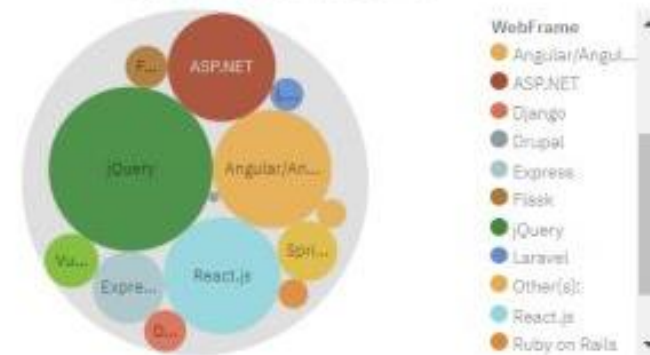 F...
ASP.NET
L...
jQuery
Angular/An...
Vu...
Expre...
React.js
Spri...
D...
WebFrame
Angular/Angul...
ASP.NET
Django
Drupal
Express
Flask
jQuery
Laravel
Other(s):
React.js
Ruby on Rails